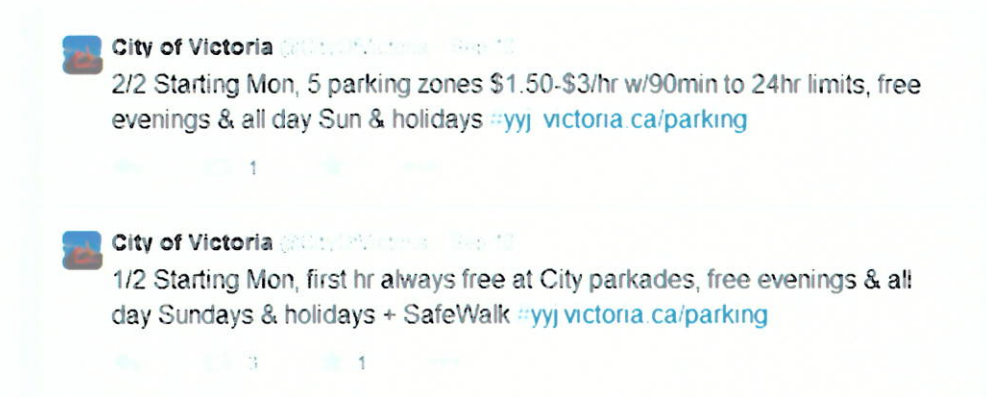 City of Victoria
2/2 Starting Mon, 5 parking zones $1.50-$3/hr w/90min to 24hr limits, free
evenings & all day Sun & holidays #yyj victoria.ca/parking
1
City of Victoria
1/2 Starting Mon, first hr always free at City parkades, free evenings & all
day Sundays & holidays + SafeWalk #yyj victoria.ca/parking
3 1